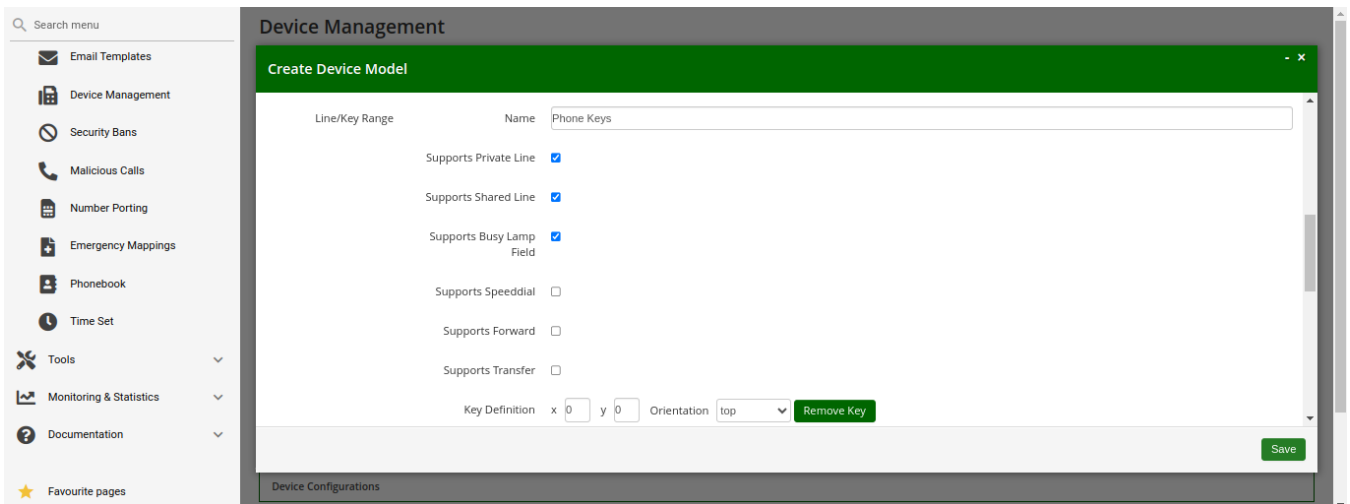 Search menu
Email Templates
Device Management
Security Bans
Malicious Calls
Number Porting
Emergency Mappings
Phonebook
Time Set
Tools
Monitoring & Statistics
Documentation
Favourite pages
Device Management
Create Device Model
- ×
Line/Key Range Name Phone Keys
Supports Private Line
Supports Shared Line
Supports Busy Lamp
Field
Supports Speeddial
Supports Forward
Supports Transfer
Key Definition x 0 y 0 Orientation top Remove Key
Save
Device Configurations